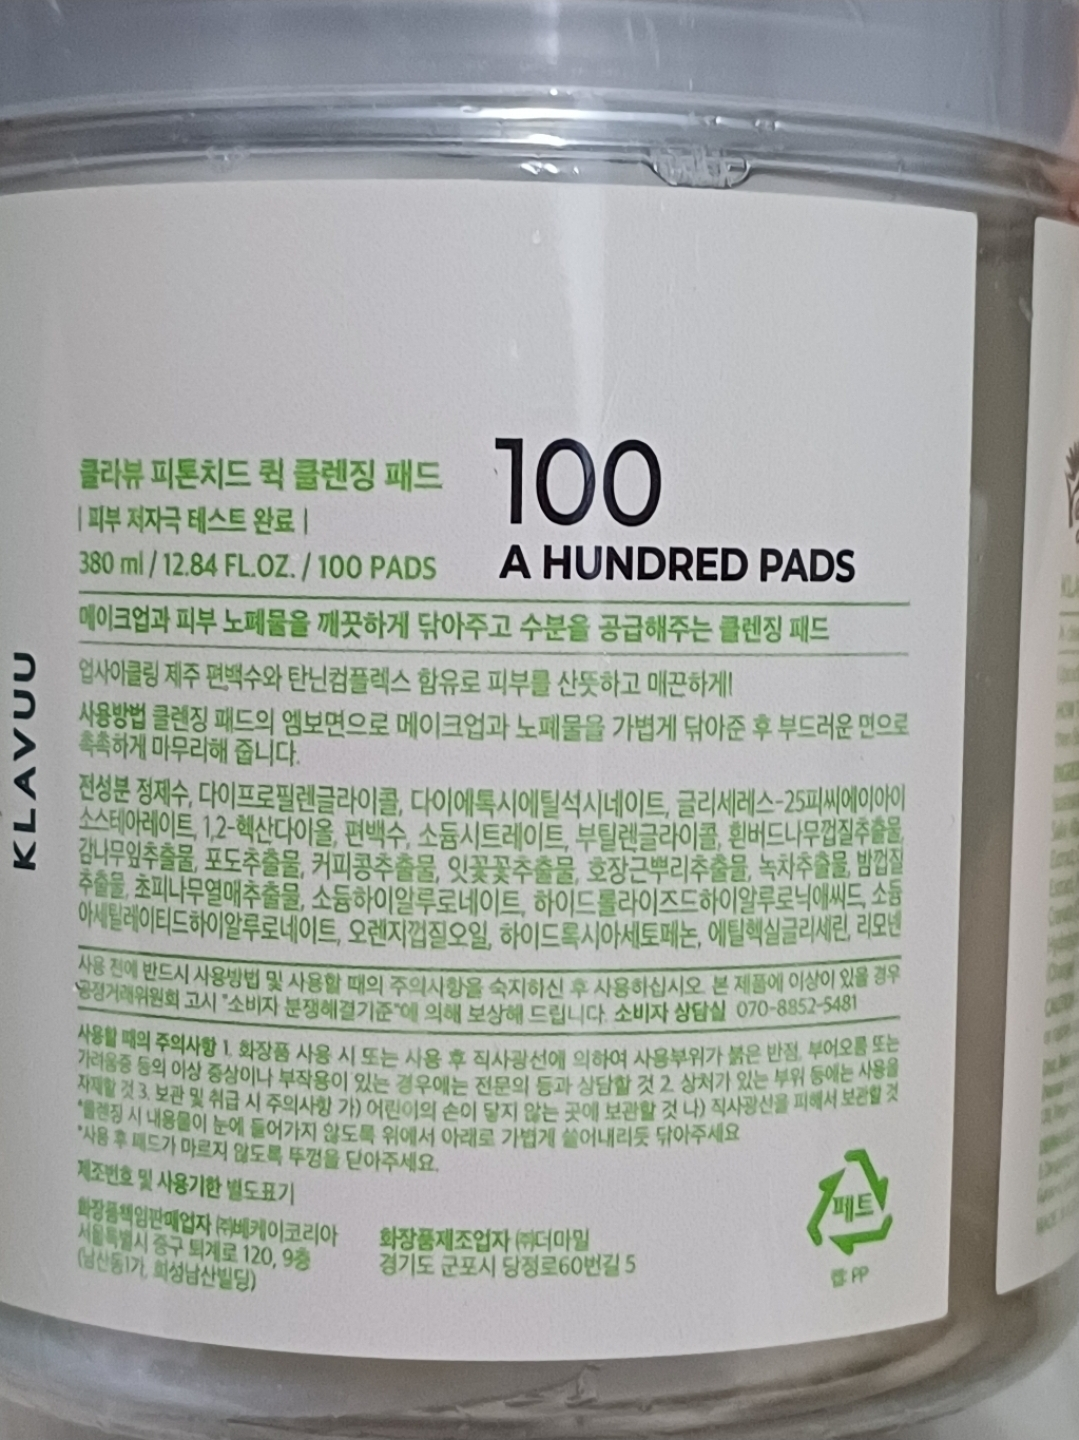 KLAVUU
클라뷰 피톤치드 퀵 클렌징 패드
| 피부 저자극 테스트 완료 |
380 ml / 12.84 FL.OZ. / 100 PADS
100
A HUNDRED PADS
메이크업과 피부 노폐물을 깨끗하게 닦아주고 수분을 공급해주는 클렌징 패드
업사이클링 제주 편백수와 탄닌컴플렉스 함유로 피부를 산뜻하고 매끈하게!
사용방법 클렌징 패드의 엠보면으로 메이크업과 노폐물을 가볍게 닦아준 후 부드러운 면으로
촉촉하게 마무리해 줍니다.
전성분 정제수, 다이프로필렌글라이콜, 다이에톡시에틸석시네이트, 글리세레스-25피씨에이아이
소스테아레이트, 1,2-헥산다이올, 편백수, 소듐시트레이트, 부틸렌글라이콜, 흰버드나무껍질추출물,
감나무잎추출물, 포도추출물, 커피콩추출물, 잇꽃꽃추출물, 호장근뿌리추출물, 녹차추출물, 밤껍질
추출물, 초피나무열매추출물, 소듐하이알루로네이트, 하이드롤라이즈드하이알루로닉애씨드, 소듐
아세틸레이티드하이알루로네이트, 오렌지껍질오일, 하이드록시아세토페논, 에틸헥실글리세린, 리모넨
사용 전에 반드시 사용방법 및 사용할 때의 주의사항을 숙지하신 후 사용하십시오. 본 제품에 이상이 있을 경우
공정거래위원회 고시 "소비자 분쟁해결기준"에 의해 보상해 드립니다. 소비자 상담실 070-8852-5481
사용할 때의 주의사항 1. 화장품 사용 시 또는 사용 후 직사광선에 의하여 사용부위가 붉은 반점, 부어오름 또는
가려움증 등의 이상 증상이나 부작용이 있는 경우에는 전문의 등과 상담할 것 2. 상처가 있는 부위 등에는 사용을
자제할 것 3. 보관 및 취급 시 주의사항 가) 어린이의 손이 닿지 않는 곳에 보관할 것 나) 직사광선을 피해서 보관할 것
*클렌징 시 내용물이 눈에 들어가지 않도록 위에서 아래로 가볍게 쓸어내리듯 닦아주세요
*사용 후 패드가 마르지 않도록 뚜껑을 닫아주세요.
제조번호 및 사용기한 별도표기
화장품책임판매업자 ㈜베케이코리아
서울특별시 중구 퇴계로 120, 9층
(남산동1가, 희성남산빌딩)
화장품제조업자 ㈜더마밀
경기도 군포시 당정로60번길 5
페트
캡: PP